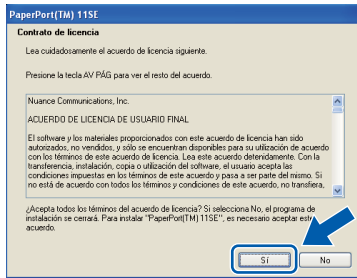 PaperPort(TM) 11SE
Contrato de licencia
Lea cuidadosamente el acuerdo de licencia siguiente.
Presione la tecla AV PÁG para ver el resto del acuerdo.
Nuance Communications, Inc.
ACUERDO DE LICENCIA DE USUARIO FINAL
El software y los materiales proporcionados con este acuerdo de licencia han sido
autorizados, no vendidos, y sólo se encuentran disponibles para su utilización de acuerdo
con los términos de este acuerdo de licencia. Lea este acuerdo detenidamente. Con la
transferencia, instalación, copia o utilización del software, el usuario acepta las
condiciones impuestas en los términos de este acuerdo y pasa a ser parte del mismo. Si
no está de acuerdo con todos los términos y condiciones de este acuerdo, no transfiera,
¿Acepta todos los términos del acuerdo de licencia? Si selecciona No, el programa de
instalación se cerrará. Para instalar "PaperPort(TM) 11SE", es necesario aceptar este
acuerdo.
Sí
No